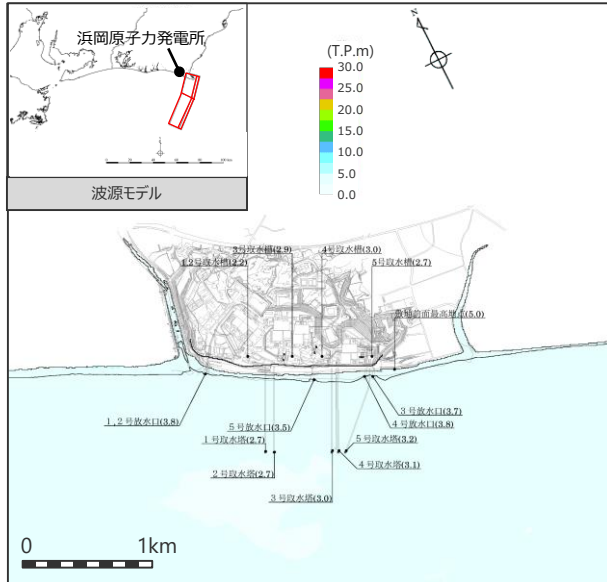 浜岡原子力発電所
波源モデル
(T.P.m)
30.0
25.0
20.0
15.0
10.0
5.0
0.0
3号取水槽(2.9)
4号取水槽(3.0)
1,2号取水槽(2.2)
5号取水槽(2.7)
敷地前面最高地点(5.0)
1,2号放水口(3.8)
5号放水口(3.5)
3号放水口(3.7)
4号放水口(3.8)
1号取水塔(2.7)
5号取水塔(3.2)
2号取水塔(2.7)
4号取水塔(3.1)
3号取水塔(3.0)
0 1km